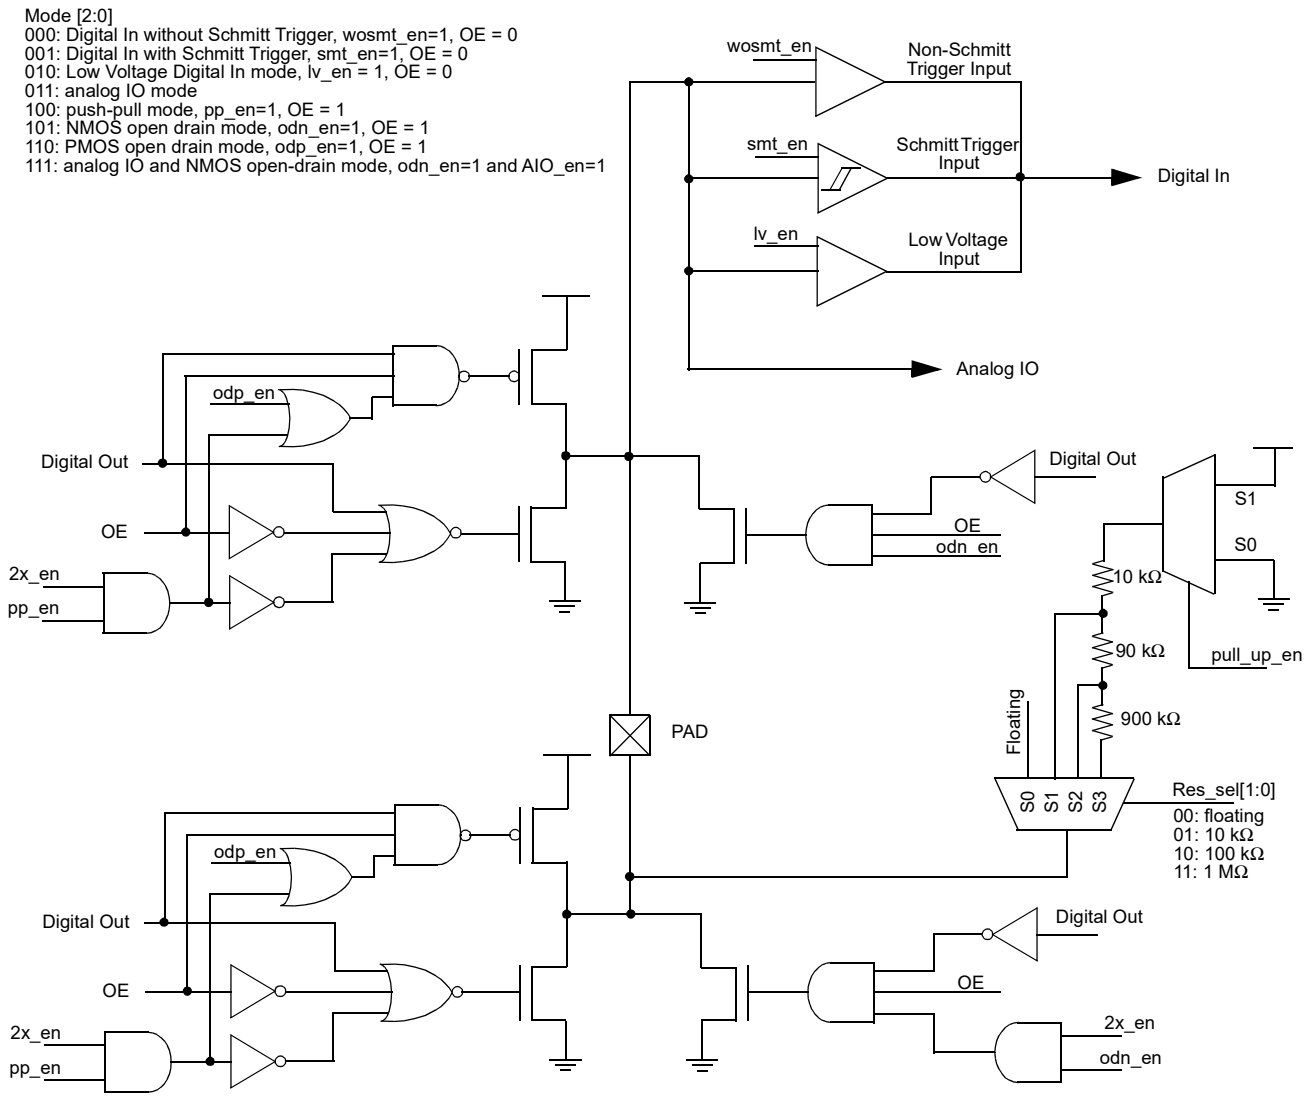 Mode [2:0]
000: Digital In without Schmitt Trigger, wosmt_en=1, OE = 0
001: Digital In with Schmitt Trigger, smt_en=1, OE = 0
010: Low Voltage Digital In mode, lv_en = 1, OE = 0
011: analog IO mode
100: push-pull mode, pp_en=1, OE = 1
101: NMOS open drain mode, odn_en=1, OE = 1
110: PMOS open drain mode, odp_en=1, OE = 1
111: analog IO and NMOS open-drain mode, odn_en=1 and AIO_en=1
wosmt_en
Non-Schmitt
Trigger Input
smt_en
Schmitt Trigger
Input
Digital In
lv_en
Low Voltage
Input
Analog IO
odp_en
Digital Out
OE
2x_en
pp_en
Digital Out
OE
odn_en
S1
S0
10 kΩ
90 kΩ
pull_up_en
900 kΩ
Floating
PAD
S0
S1
S2
S3
Res_sel[1:0]
00: floating
01: 10 kΩ
10: 100 kΩ
11: 1 MΩ
odp_en
Digital Out
OE
2x_en
pp_en
Digital Out
OE
2x_en
odn_en